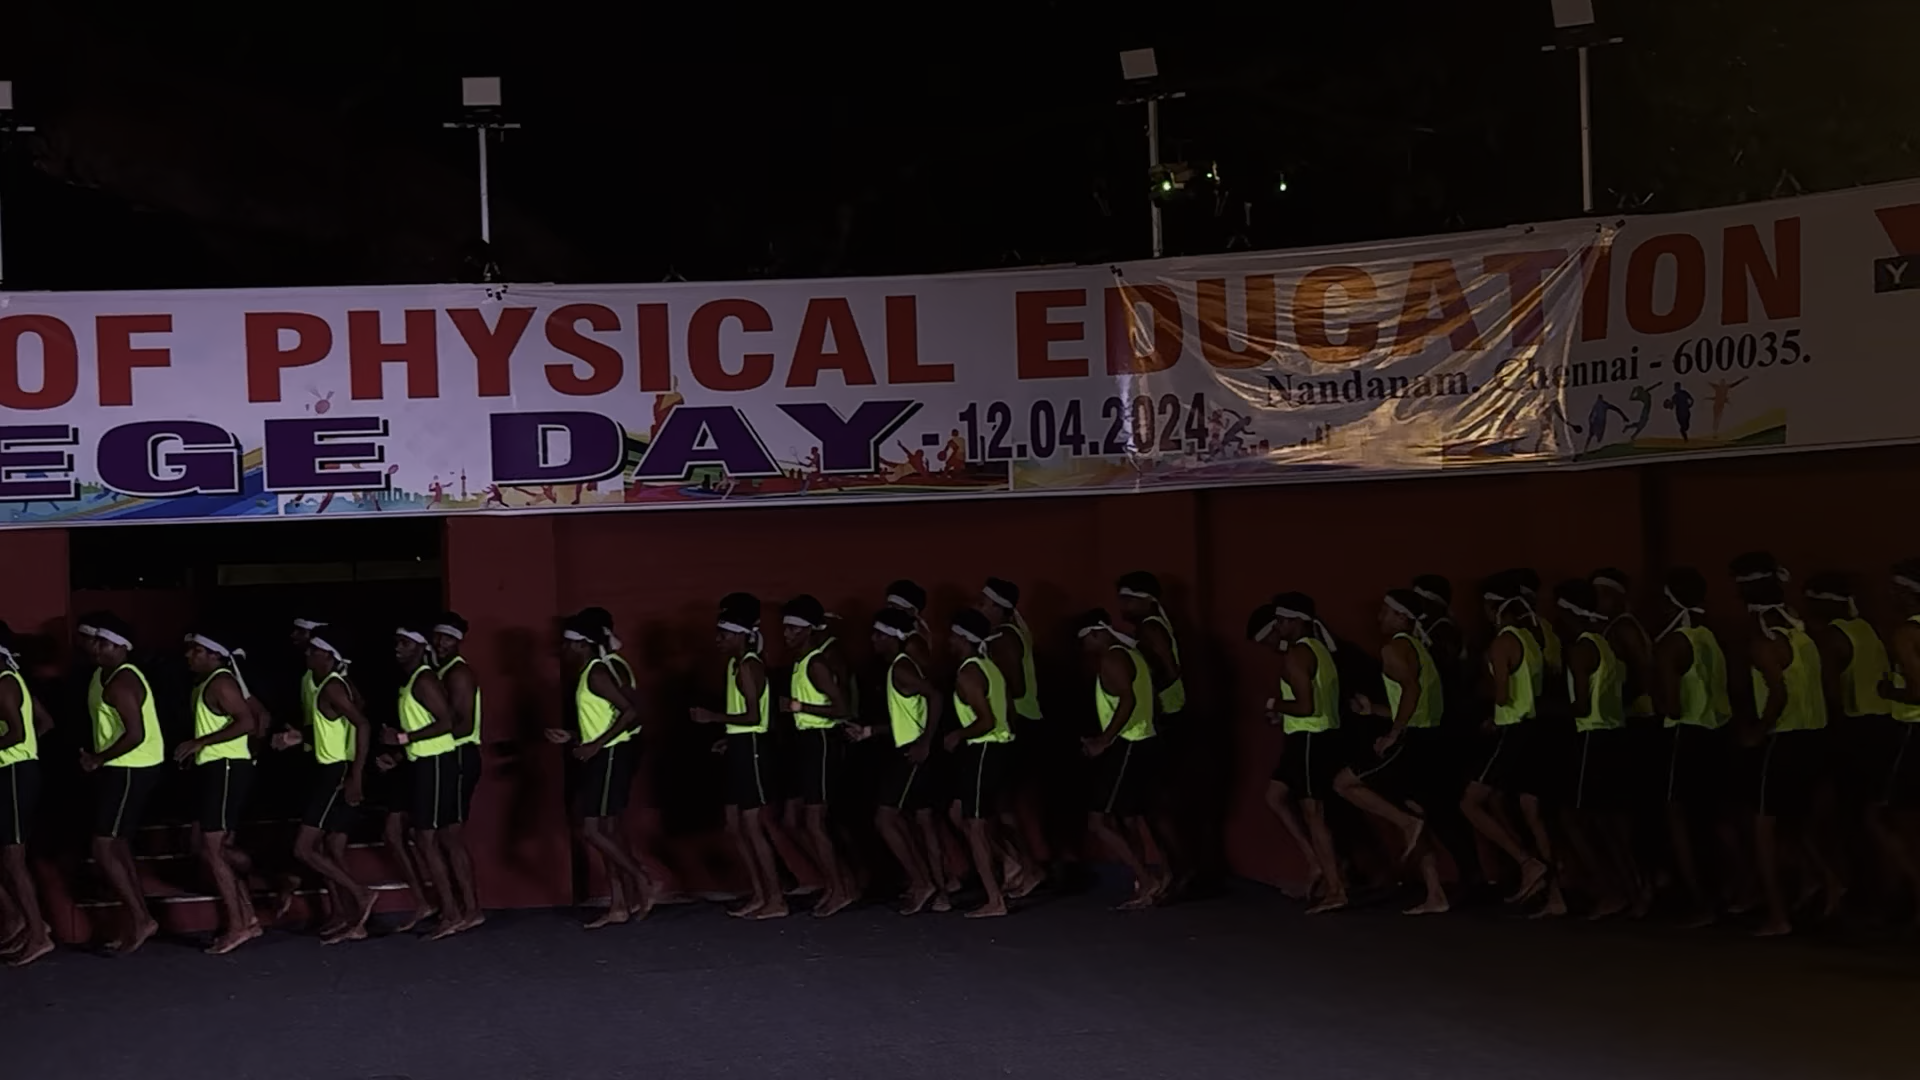 OF PHYSICAL EDUCATION
Nandanam, Chennai - 600035.
EGE DAY - 12.04.2024
Y